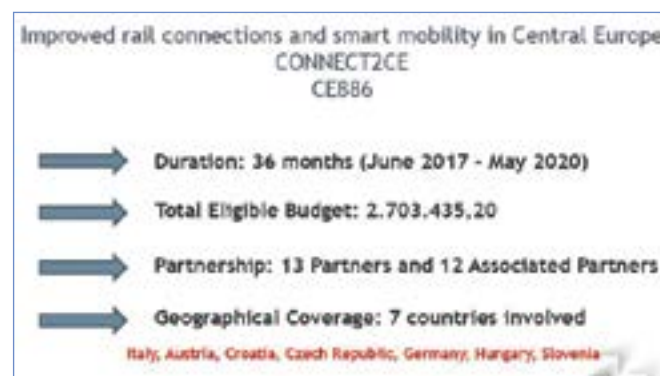 Improved rail connections and smart mobility in Central Europe
CONNECT2CE
CE886
Duration: 36 months (June 2017 - May 2020)
Total Eligible Budget: 2.703.435,20
Partnership: 13 Partners and 12 Associated Partners
Geographical Coverage: 7 countries involved
Italy, Austria, Croatia, Czech Republic, Germany, Hungary, Slovenia